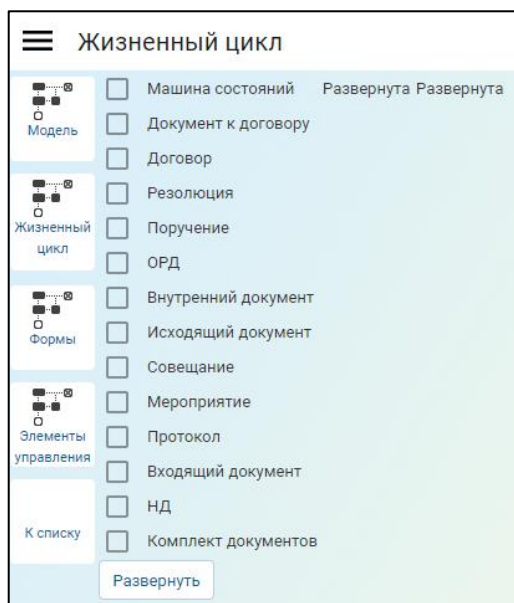 Жизненный цикл
Модель
Жизненный
цикл
Формы
Элементы
управления
К списку
Машина состояний Развернута Развернута
Документ к договору
Договор
Резолюция
Поручение
ОРД
Внутренний документ
Исходящий документ
Совещание
Мероприятие
Протокол
Входящий документ
НД
Комплект документов
Развернуть